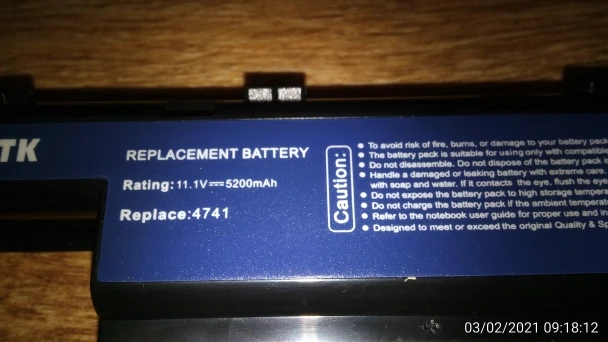 TK
REPLACEMENT BATTERY
Rating:11.1V⎓5200mAh
Replace:4741
Caution:
● To avoid risk of fire, burns, or damage to your battery pack
● The battery pack is suitable for using only with compatible
● Do not disassemble. Do not dispose of the battery pack
● Handle a damaged or leaking battery with extreme care.
with soap and water. If it contacts the eye, flush the eye
● Do not expose the battery pack to high storage temperat
● Do not charge the battery pack if the ambient temperat
● Refer to the notebook user guide for proper use and in
● Designed to meet or exceed the original Quality & Sp
03/02/2021 09:18:12